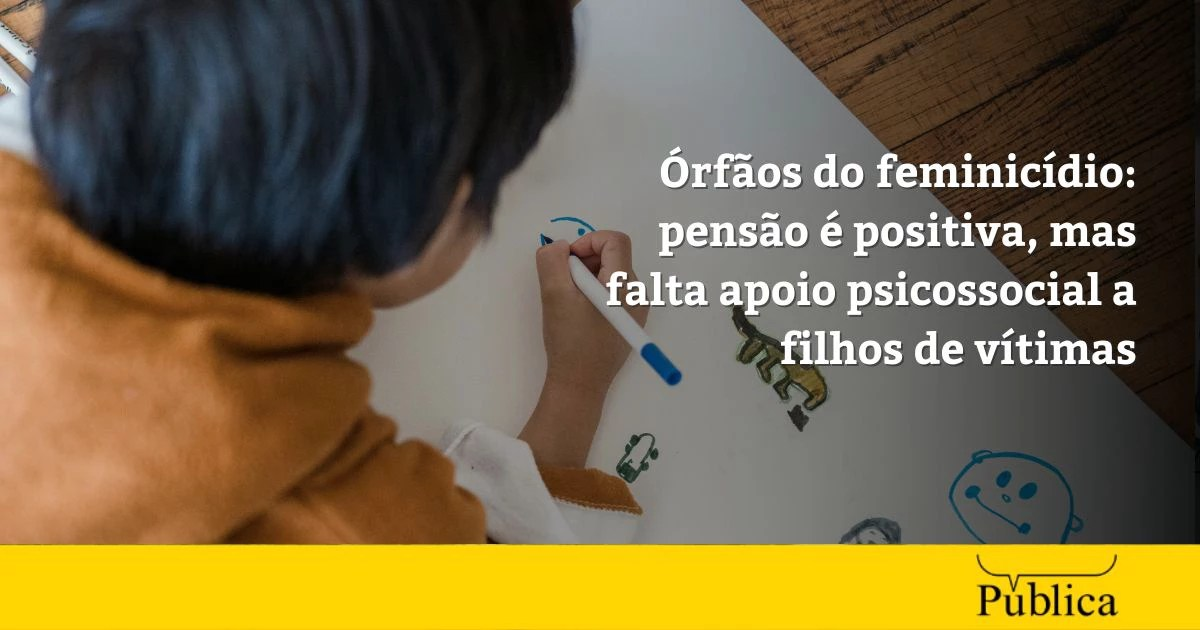 Órfãos do feminicídio:
pensão é positiva, mas
falta apoio psicossocial a
filhos de vítimas
Pública